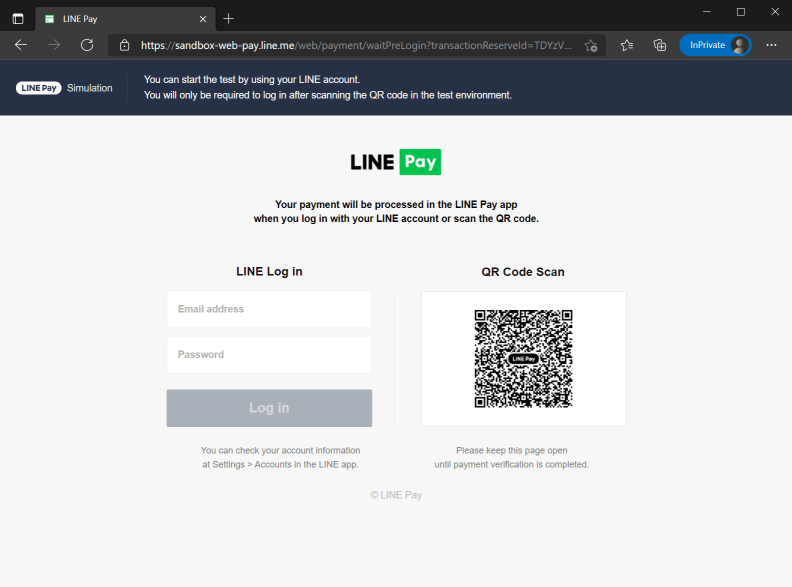 LINE Pay
https://sandbox-web-pay.line.me/web/payment/waitPreLogin?transactionReserveId=TDYzV...
InPrivate
LINE Pay Simulation
You can start the test by using your LINE account.
You will only be required to log in after scanning the QR code in the test environment.
LINE Pay
Your payment will be processed in the LINE Pay app
when you log in with your LINE account or scan the QR code.
LINE Log in
Email address
Password
Log in
You can check your account information
at Settings > Accounts in the LINE app.
QR Code Scan
LINE Pay
Please keep this page open
until payment verification is completed.
© LINE Pay